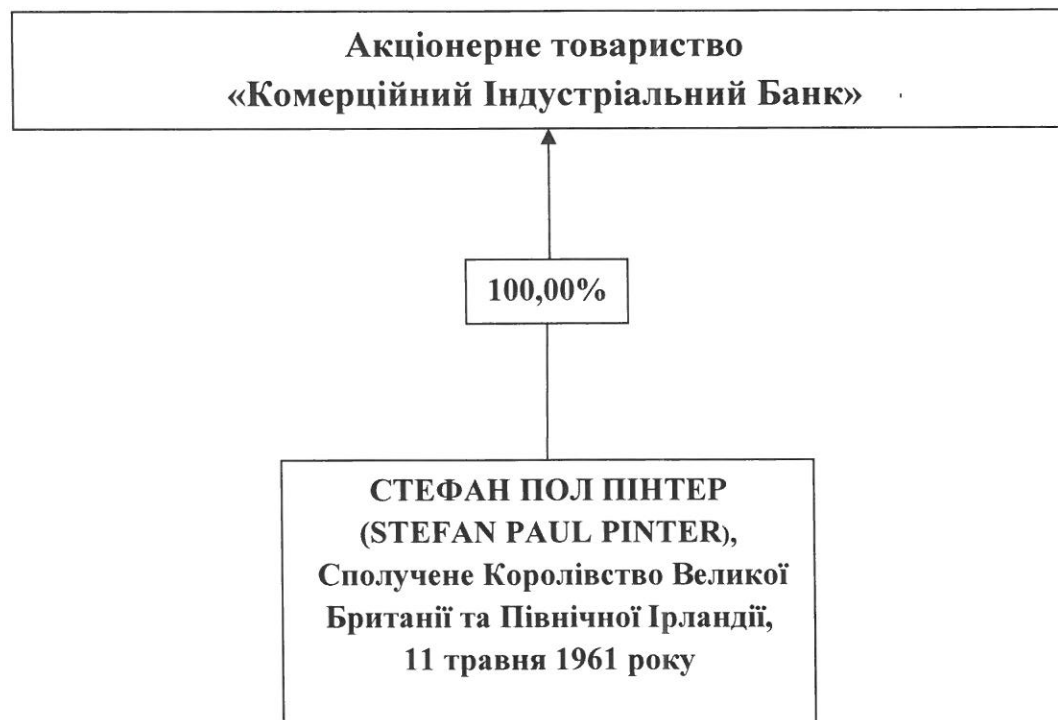 Акціонерне товариство
«Комерційний Індустріальний Банк»
100,00%
СТЕФАН ПОЛ ПІНТЕР
(STEFAN PAUL PINTER),
Сполучене Королівство Великої
Британії та Північної Ірландії,
11 травня 1961 року